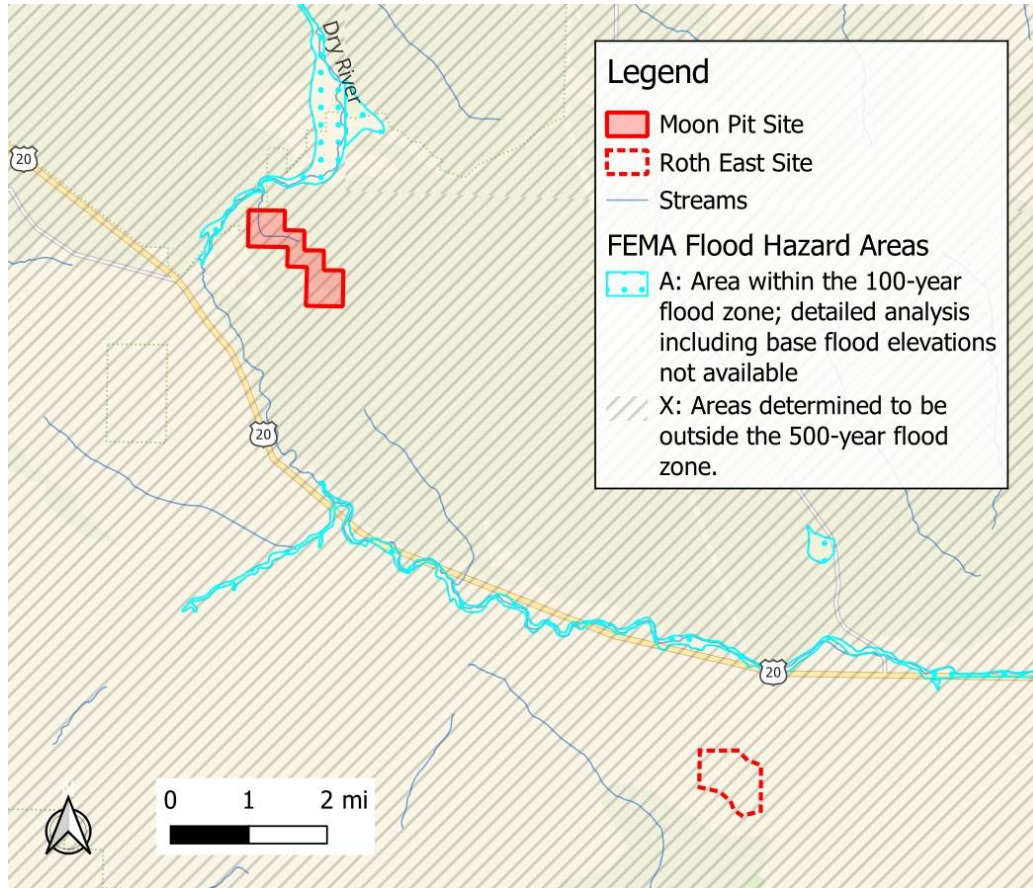 Dry River
20
Legend
Moon Pit Site
Roth East Site
Streams
FEMA Flood Hazard Areas
A: Area within the 100-year
flood zone; detailed analysis
including base flood elevations
not available
X: Areas determined to be
outside the 500-year flood
zone.
20
20
0 1 2 mi